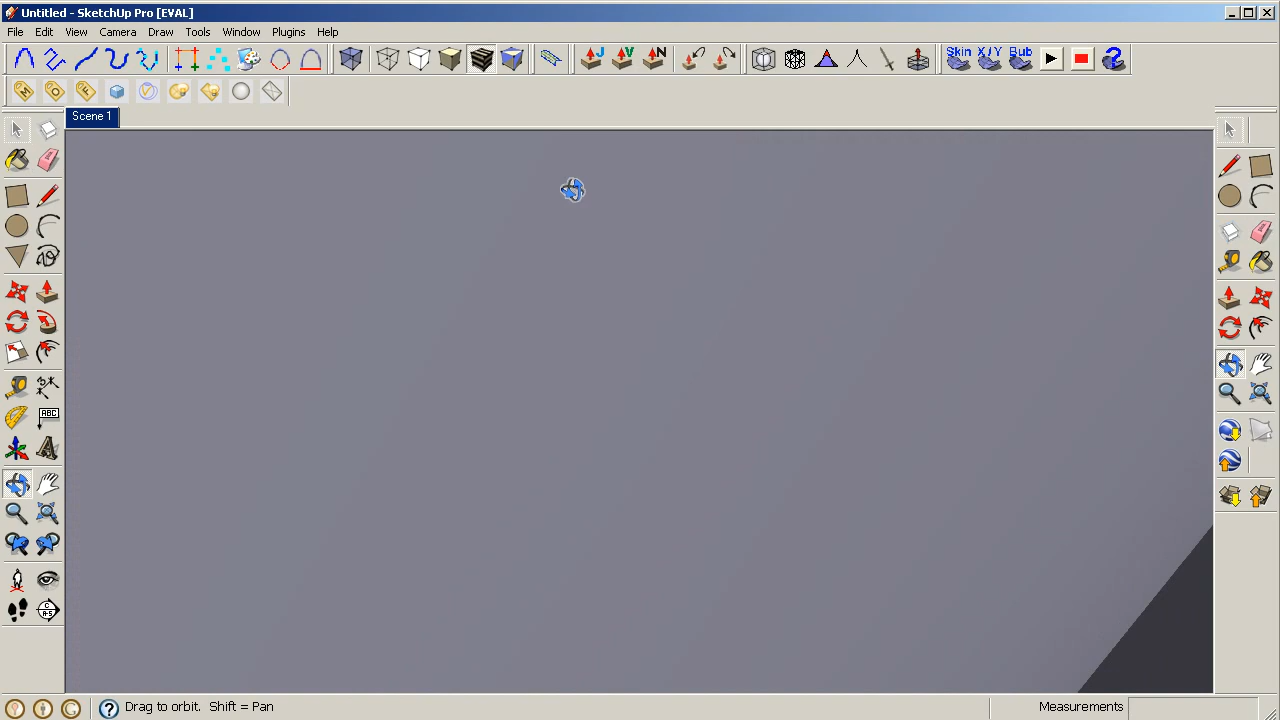 Untitled - SketchUp Pro [EVAL]
File Edit View Camera Draw Tools Window Plugins Help
J V N Skin X/Y Bub
M O F
Scene 1
ABC
A
C
A-5
Drag to orbit. Shift = Pan
Measurements